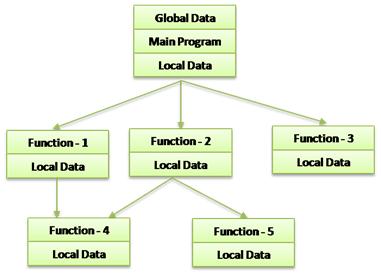 Global Data
Main Program
Local Data
Function - 1
Local Data
Function - 2
Local Data
Function - 3
Local Data
Function - 4
Local Data
Function - 5
Local Data